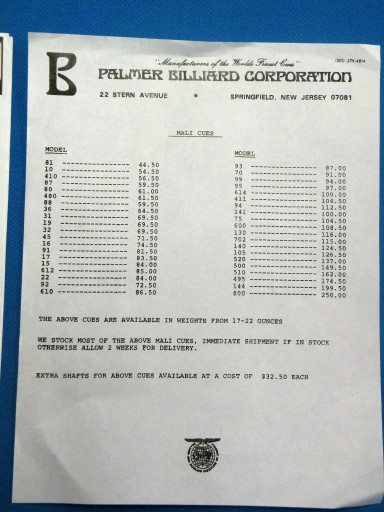 "Manufacturers of the Worlds Finest Cues"
B PALMER BILLIARD CORPORATION
22 STERN AVENUE • SPRINGFIELD, NEW JERSEY 07081
MALI CUES
MODEL
81 --------------- 44.50
10 --------------- 54.50
410 --------------- 56.50
87 --------------- 59.50
80 --------------- 61.00
480 --------------- 61.50
88 --------------- 59.50
36 --------------- 64.50
31 --------------- 69.50
19 --------------- 69.50
32 --------------- 69.50
45 --------------- 71.50
16 --------------- 74.50
91 --------------- 81.50
17 --------------- 83.50
15 --------------- 84.00
612 --------------- 85.00
22 --------------- 84.00
92 --------------- 72.50
610 --------------- 86.50
MODEL
93 --------------- 87.00
70 --------------- 91.00
99 --------------- 94.00
95 --------------- 97.00
614 --------------- 100.00
411 --------------- 104.50
94 --------------- 112.50
141 --------------- 100.00
75 --------------- 104.50
600 --------------- 108.50
130 --------------- 116.00
702 --------------- 115.00
140 --------------- 124.50
105 --------------- 126.50
520 --------------- 137.00
500 --------------- 149.50
510 --------------- 162.00
495 --------------- 174.50
144 --------------- 199.50
800 --------------- 250.00
THE ABOVE CUES ARE AVAILABLE IN WEIGHTS FROM 17-22 OUNCES
WE STOCK MOST OF THE ABOVE MALI CUES, IMMEDIATE SHIPMENT IF IN STOCK
OTHERWISE ALLOW 2 WEEKS FOR DELIVERY.
EXTRA SHAFTS FOR ABOVE CUES AVAILABLE AT A COST OF $32.50 EACH